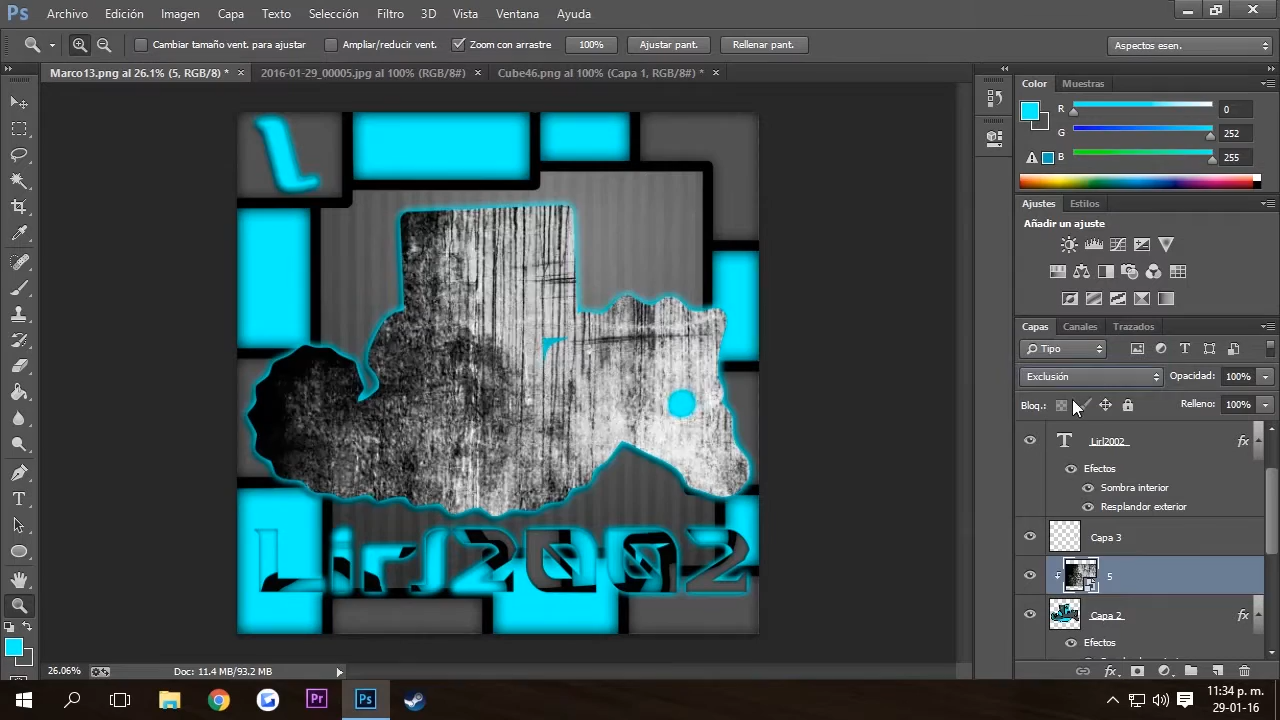 Ps Archivo Edición Imagen Capa Texto Selección Filtro 3D Vista Ventana Ayuda
Cambiar tamaño vent. para ajustar Ampliar/reducir vent. Zoom con arrastre 100% Ajustar pant. Rellenar pant. Aspectos esen.
Marco13.png al 26.1% (5, RGB/8) * 2016-01-29_00005.jpg al 100% (RGB/8#) Cube46.png al 100% (Capa 1, RGB/8#) *
Color Muestras
R 0
G 252
B 255
Ajustes Estilos
Añadir un ajuste
Capas Canales Trazados
Tipo
Exclusión Opacidad: 100%
Bloq.: Relleno: 100%
T Lirl2002 fx
Efectos
Sombra interior
Resplandor exterior
Capa 3
5
Capa 2 fx
Efectos
L
Lirl2002
26.06% Doc: 11.4 MB/93.2 MB
Pr Ps
11:34 p. m.
29-01-16